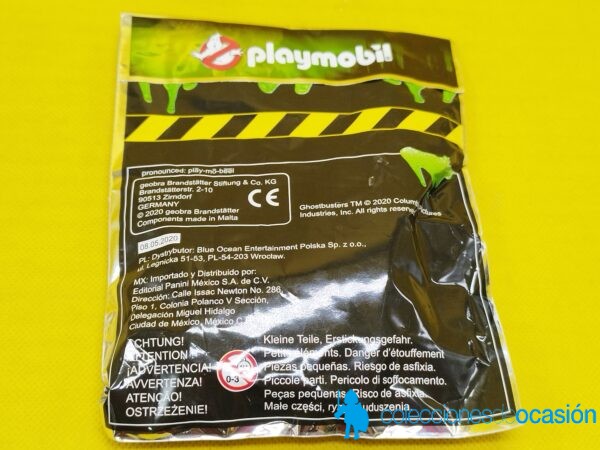 playmobil
pronounced: play-mō-bēēl
geobra Brandstätter Stiftung & Co. KG
Brandstätterstr. 2-10
90513 Zirndorf
GERMANY
© 2020 geobra Brandstätter
Components made in Malta
CE
Ghostbusters TM © 2020 Columbia Pictures
Industries, Inc. All rights reserved.
08.05.2020
PL: Dystrybutor: Blue Ocean Entertainment Polska Sp. z o.o.,
ul. Legnicka 51-53, PL-54-203 Wrocław.
MX: Importado y Distribuido por:
Editorial Panini México S.A. de C.V.
Dirección: Calle Issac Newton No. 286,
Piso 1, Colonia Polanco V Sección,
Delegación Miguel Hidalgo
Ciudad de México, México
ACHTUNG!
ATTENTION
¡ADVERTENCIA!
AVVERTENZA!
ATENCAO!
OSTRZEŻENIE!
0-3
Kleine Teile, Erstickungsgefahr.
Petits éléments. Danger d'étouffement
Piezas pequeñas. Riesgo de asfixia.
Piccole parti. Pericolo di soffocamento.
Peças pequenas. Risco de asfixia.
Małe części, ryzyko uduszenia.
colecciones ocasión